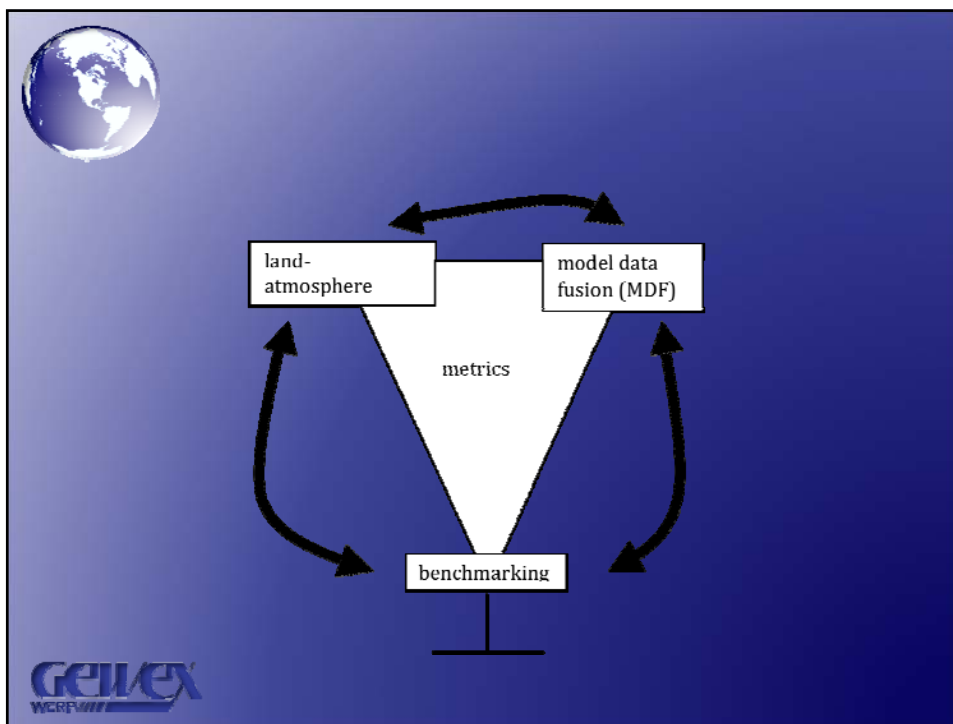 land-
atmosphere
model data
fusion (MDF)
metrics
benchmarking
GEWEX
WCRP